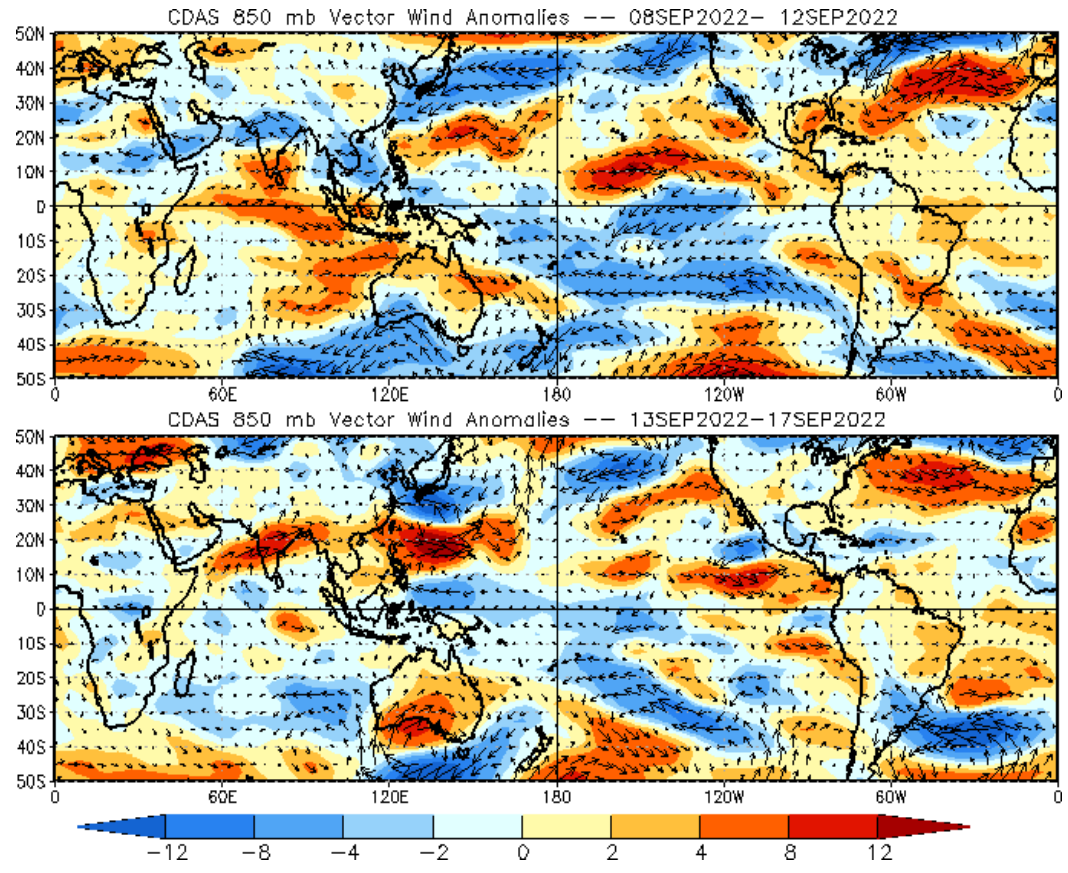 CDAS 850 mb Vector Wind Anomalies -- 08SEP2022- 12SEP2022
50N
40N
30N
20N
10N
0
10S
20S
30S
40S
50S
0 60E 120E 180 120W 60W 0
CDAS 850 mb Vector Wind Anomalies -- 13SEP2022-17SEP2022
50N
40N
30N
20N
10N
0
10S
20S
30S
40S
50S
0 60E 120E 180 120W 60W 0
-12 -8 -4 -2 0 2 4 8 12